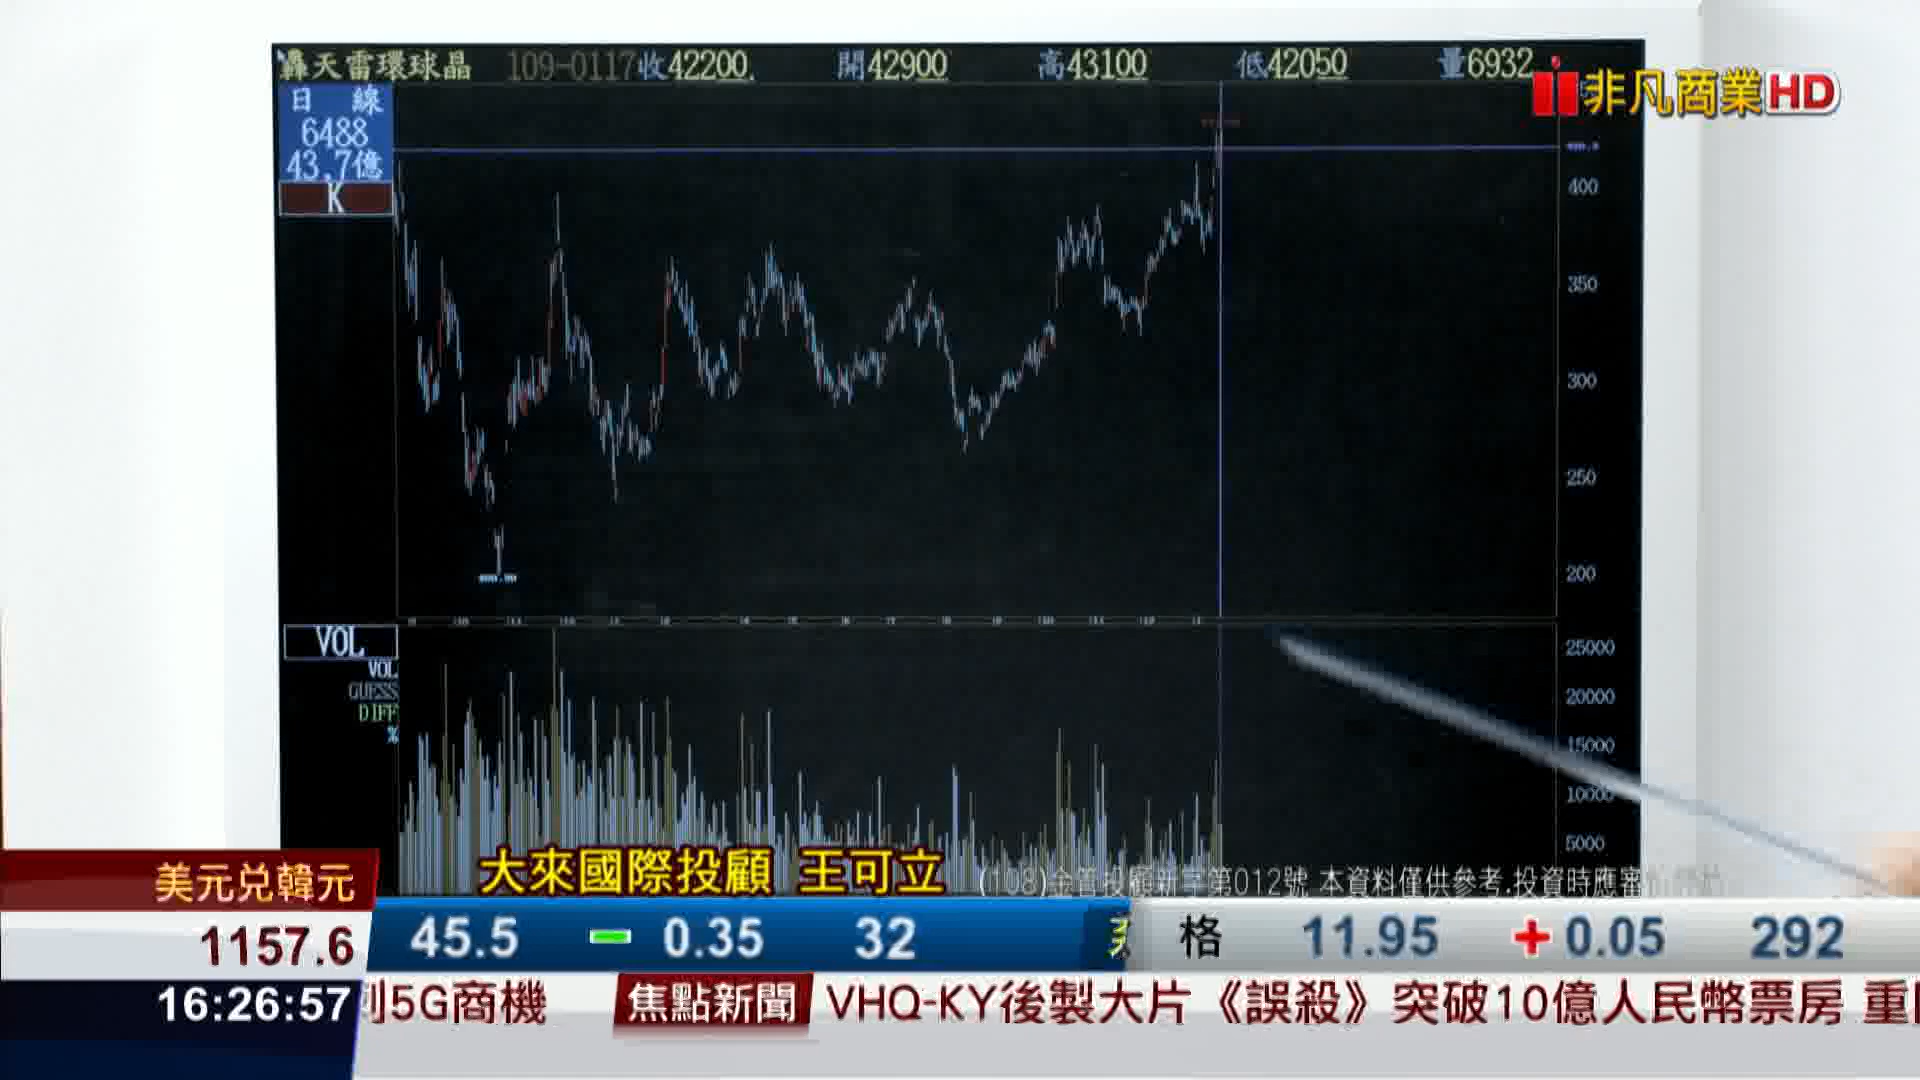 轟天雷環球晶 109-0117收42200. 開42900 高43100 低42050 量6932
非凡商業HD
日 線
6488
43.7億
K
400
350
300
250
200
VOL
VOL
GUESS
DIFF
%
25000
20000
15000
10000
5000
大來國際投顧 王可立
(108)金管投顧新字第012號 本資料僅供參考,投資時應審
美元兌韓元
1157.6
45.5 0.35 32
格 11.95 +0.05 292
16:26:57
5G商機 焦點新聞 VHQ-KY後製大片《誤殺》突破10億人民幣票房